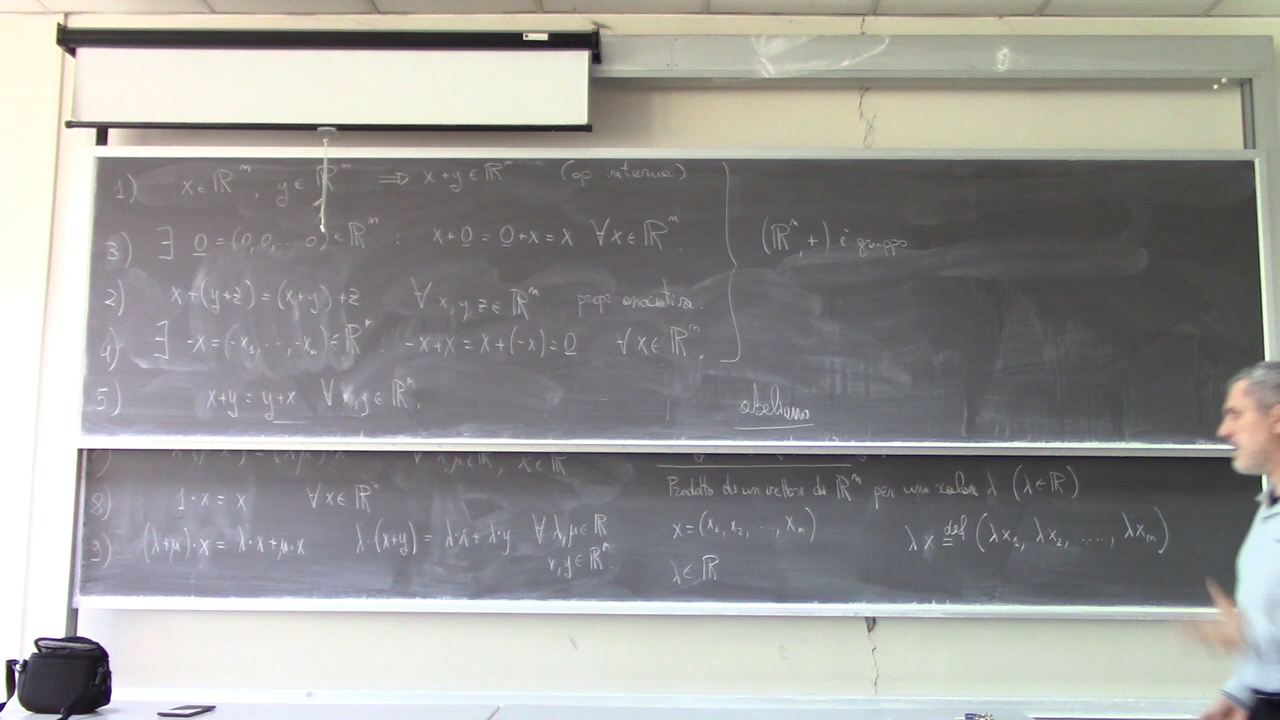 1) x∈ℝⁿ, y∈ℝⁿ ⇒ x+y∈ℝⁿ (op interna)
3) ∃ 0=(0,0,...0)∈ℝⁿ : x+0=0+x=x ∀x∈ℝⁿ.
2) x+(y+z)=(x+y)+z ∀x,y,z∈ℝⁿ propr associativa.
4) ∃ -x=(-x₁,...,-xₙ)∈ℝⁿ. -x+x=x+(-x)=0 ∀x∈ℝⁿ.
(ℝⁿ,+) è gruppo
5) x+y=y+x ∀x,y∈ℝⁿ.
abeliano
∀λ,μ∈ℝ, x∈ℝⁿ
8) 1·x=x ∀x∈ℝⁿ
9) (λ+μ)·x=λ·x+μ·x λ·(x+y)=λ·x+λ·y ∀λ,μ∈ℝ
x,y∈ℝⁿ.
Prodotto di un vettore di ℝⁿ per uno scalare λ (λ∈ℝ)
x=(x₁,x₂,...,xₙ) λx def= (λx₁, λx₂, ...., λxₙ)
λ∈ℝ